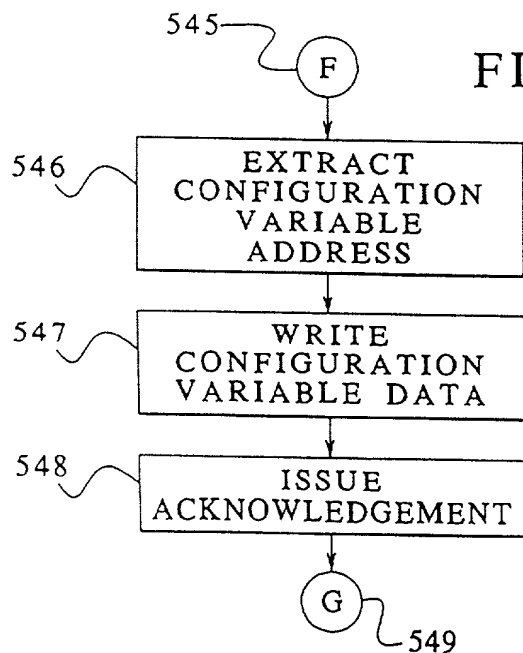 545
F
FI
546
EXTRACT
CONFIGURATION
VARIABLE
ADDRESS
547
WRITE
CONFIGURATION
VARIABLE DATA
548
ISSUE
ACKNOWLEDGEMENT
G
549